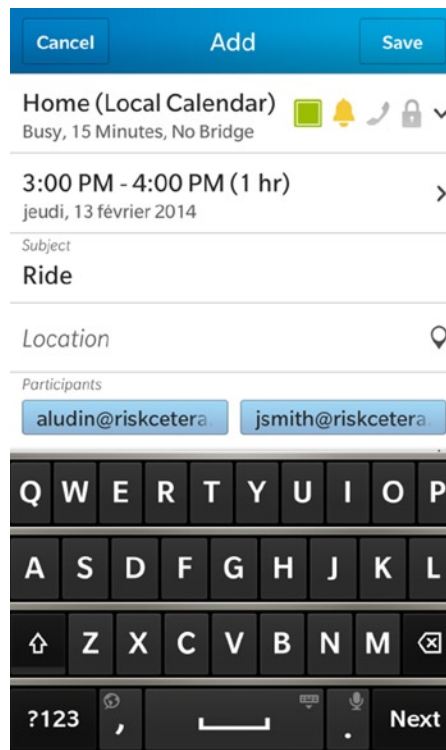 Cancel Add Save
Home (Local Calendar)
Busy, 15 Minutes, No Bridge
3:00 PM - 4:00 PM (1 hr)
jeudi, 13 février 2014
Subject
Ride
Location
Participants
aludin@riskcetera. jsmith@riskcetera.
Q W E R T Y U I O P
A S D F G H J K L
Z X C V B N M
?123 , . Next